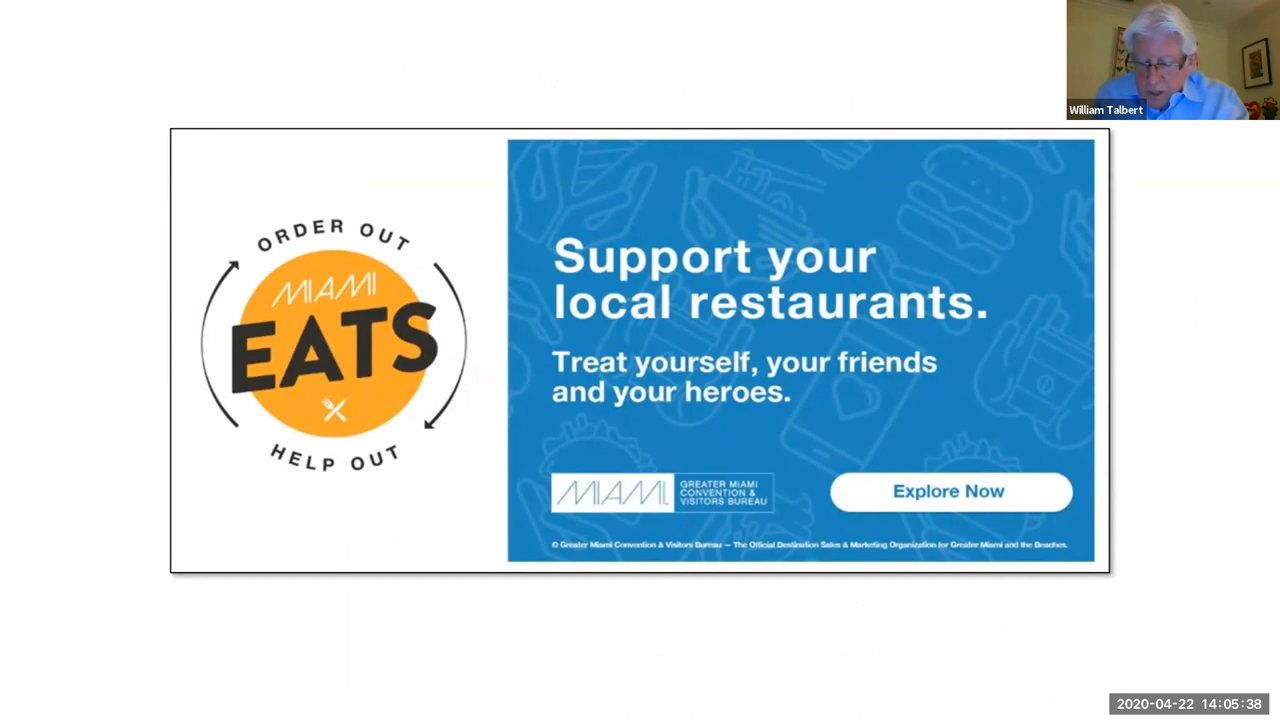 William Talbert
ORDER OUT
MIAMI
EATS
HELP OUT
Support your
local restaurants.
Treat yourself, your friends
and your heroes.
MIAMI
GREATER MIAMI
CONVENTION &
VISITORS BUREAU
Explore Now
© Greater Miami Convention & Visitors Bureau — The Official Destination Sales & Marketing Organization for Greater Miami and the Beaches.
2020-04-22 14:05:38